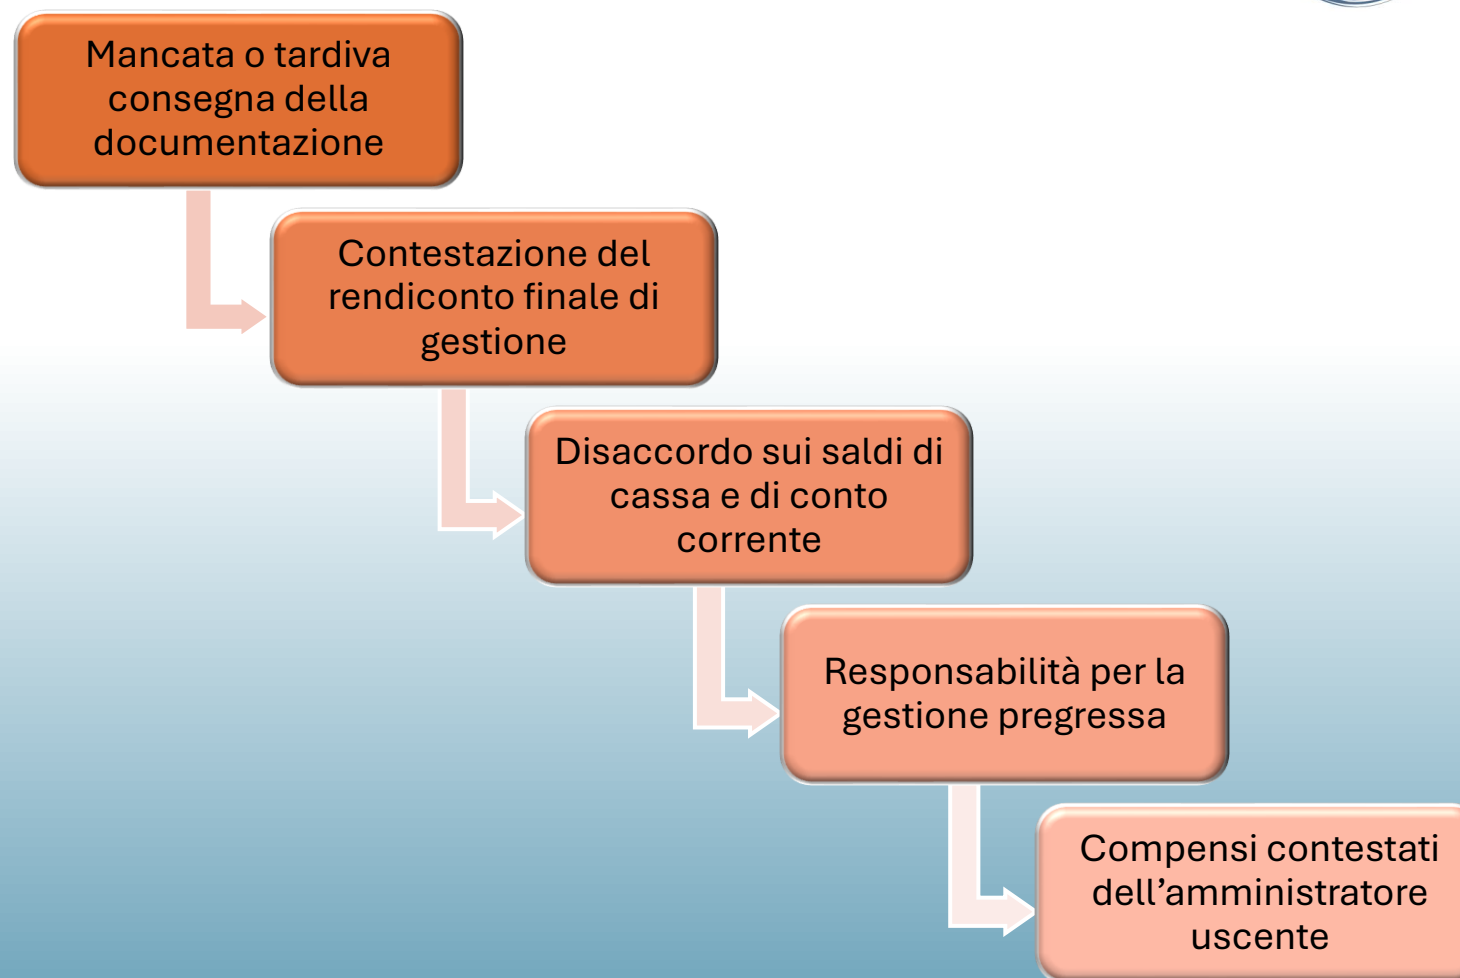 Mancata o tardiva
consegna della
documentazione
Contestazione del
rendiconto finale di
gestione
Disaccordo sui saldi di
cassa e di conto
corrente
Responsabilità per la
gestione pregressa
Compensi contestati
dell’amministratore
uscente